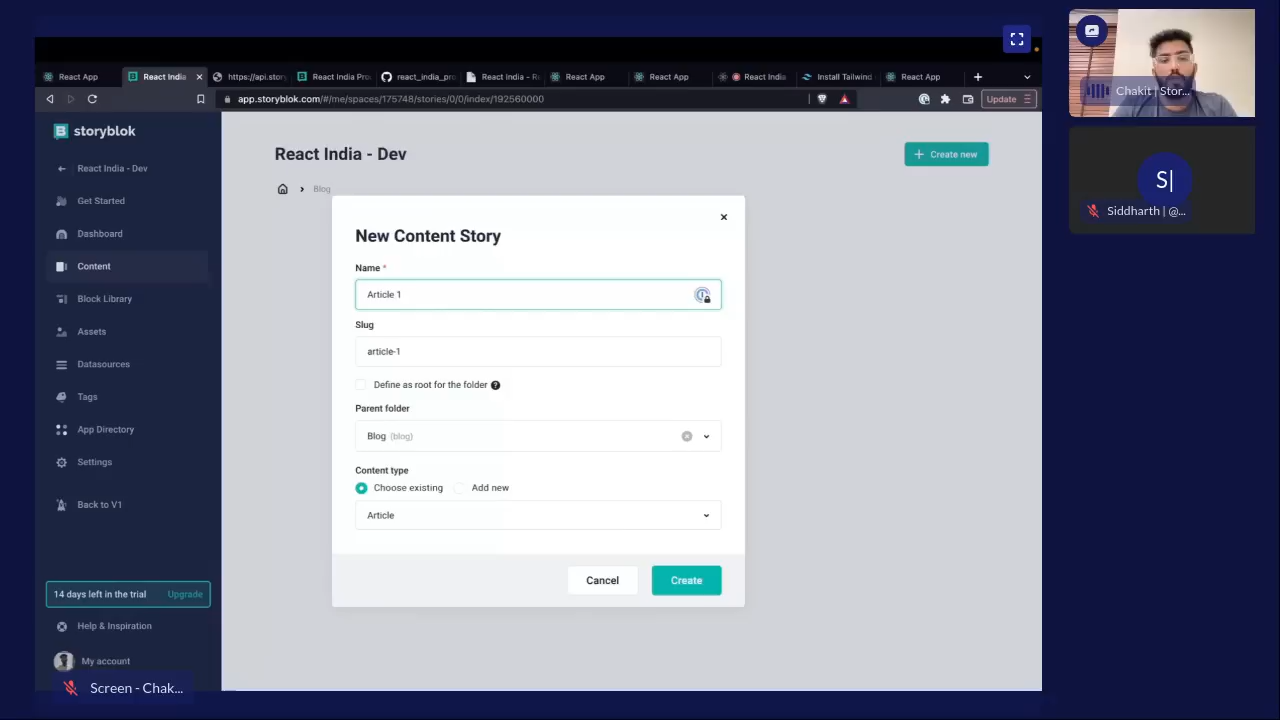 React App
React India
https://api.stor
React India Pro
react_india_pro
React India - Re
React App
React App
React India
Install Tailwind
React App
app.storyblok.com/#/me/spaces/175748/stories/0/0/index/192560000
Update
storyblok
React India - Dev
Get Started
Dashboard
Content
Block Library
Assets
Datasources
Tags
App Directory
Settings
Back to V1
14 days left in the trial
Upgrade
Help & Inspiration
My account
Screen - Chak...
React India - Dev
Create new
Blog
New Content Story
Name *
Article 1
Slug
article-1
Define as root for the folder
Parent folder
Blog (blog)
Content type
Choose existing
Add new
Article
Cancel
Create
Chakit | Stor...
S|
Siddharth | @...